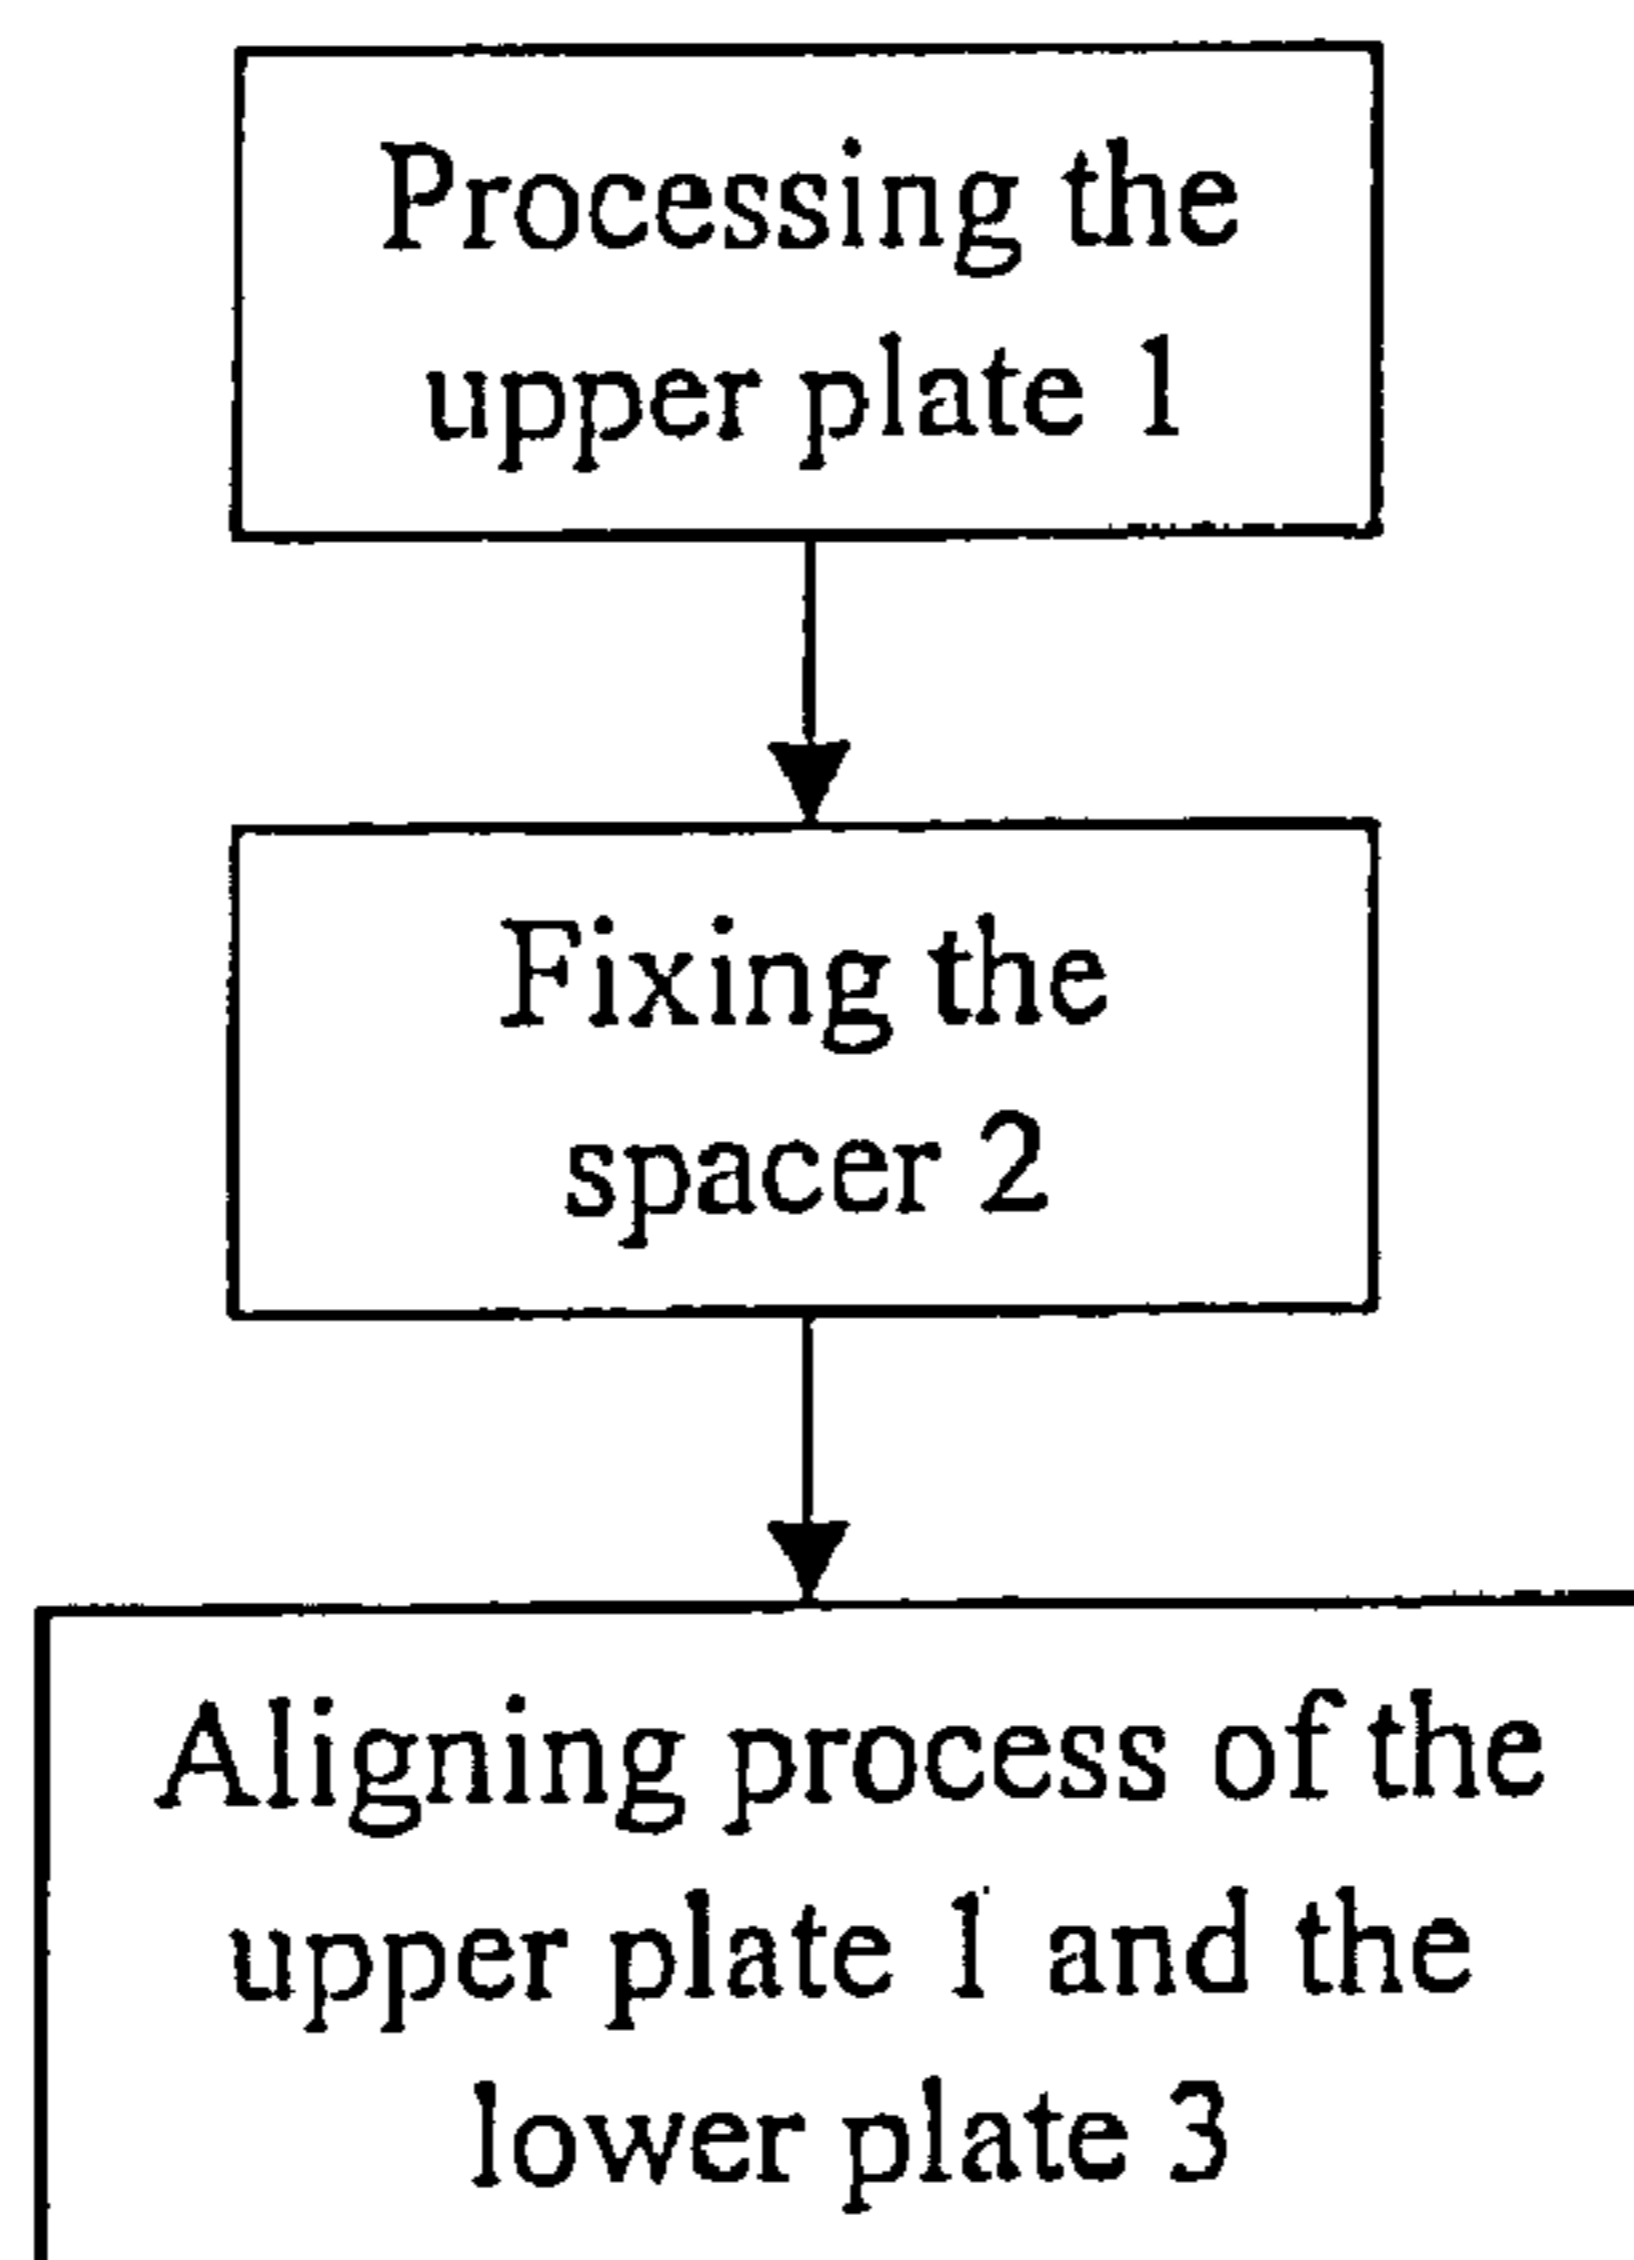 Processing the
upper plate 1
Fixing the
spacer 2
Aligning process of the
upper plate 1 and the
lower plate 3